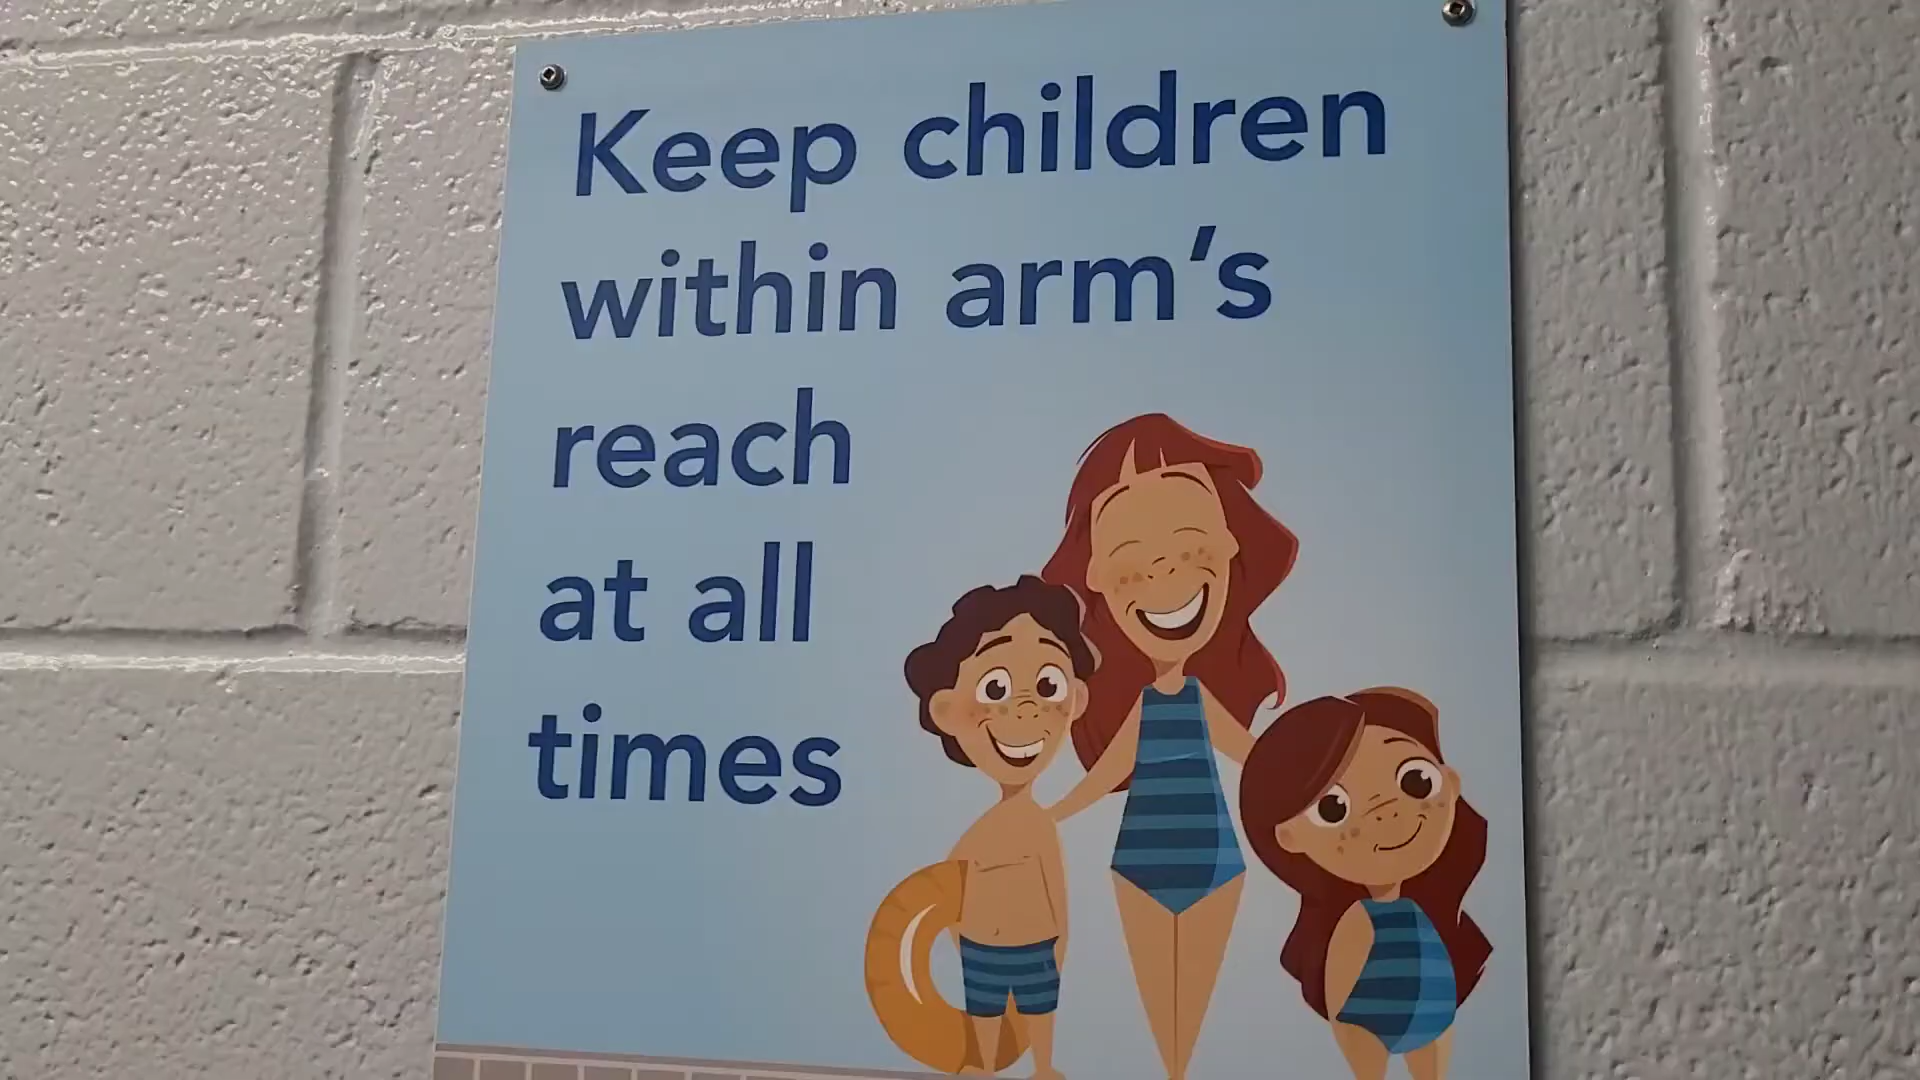 Keep children
within arm’s
reach
at all
times